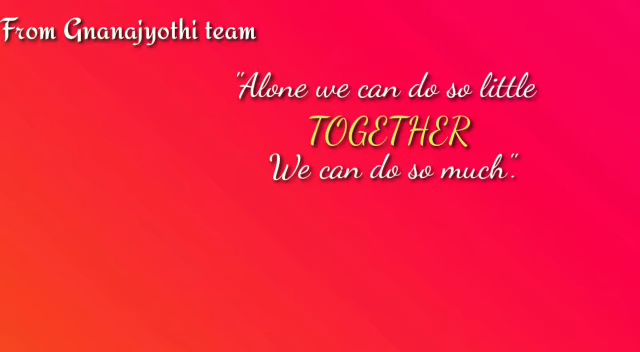 From Gnanajyothi team
"Alone we can do so little
TOGETHER
We can do so much".